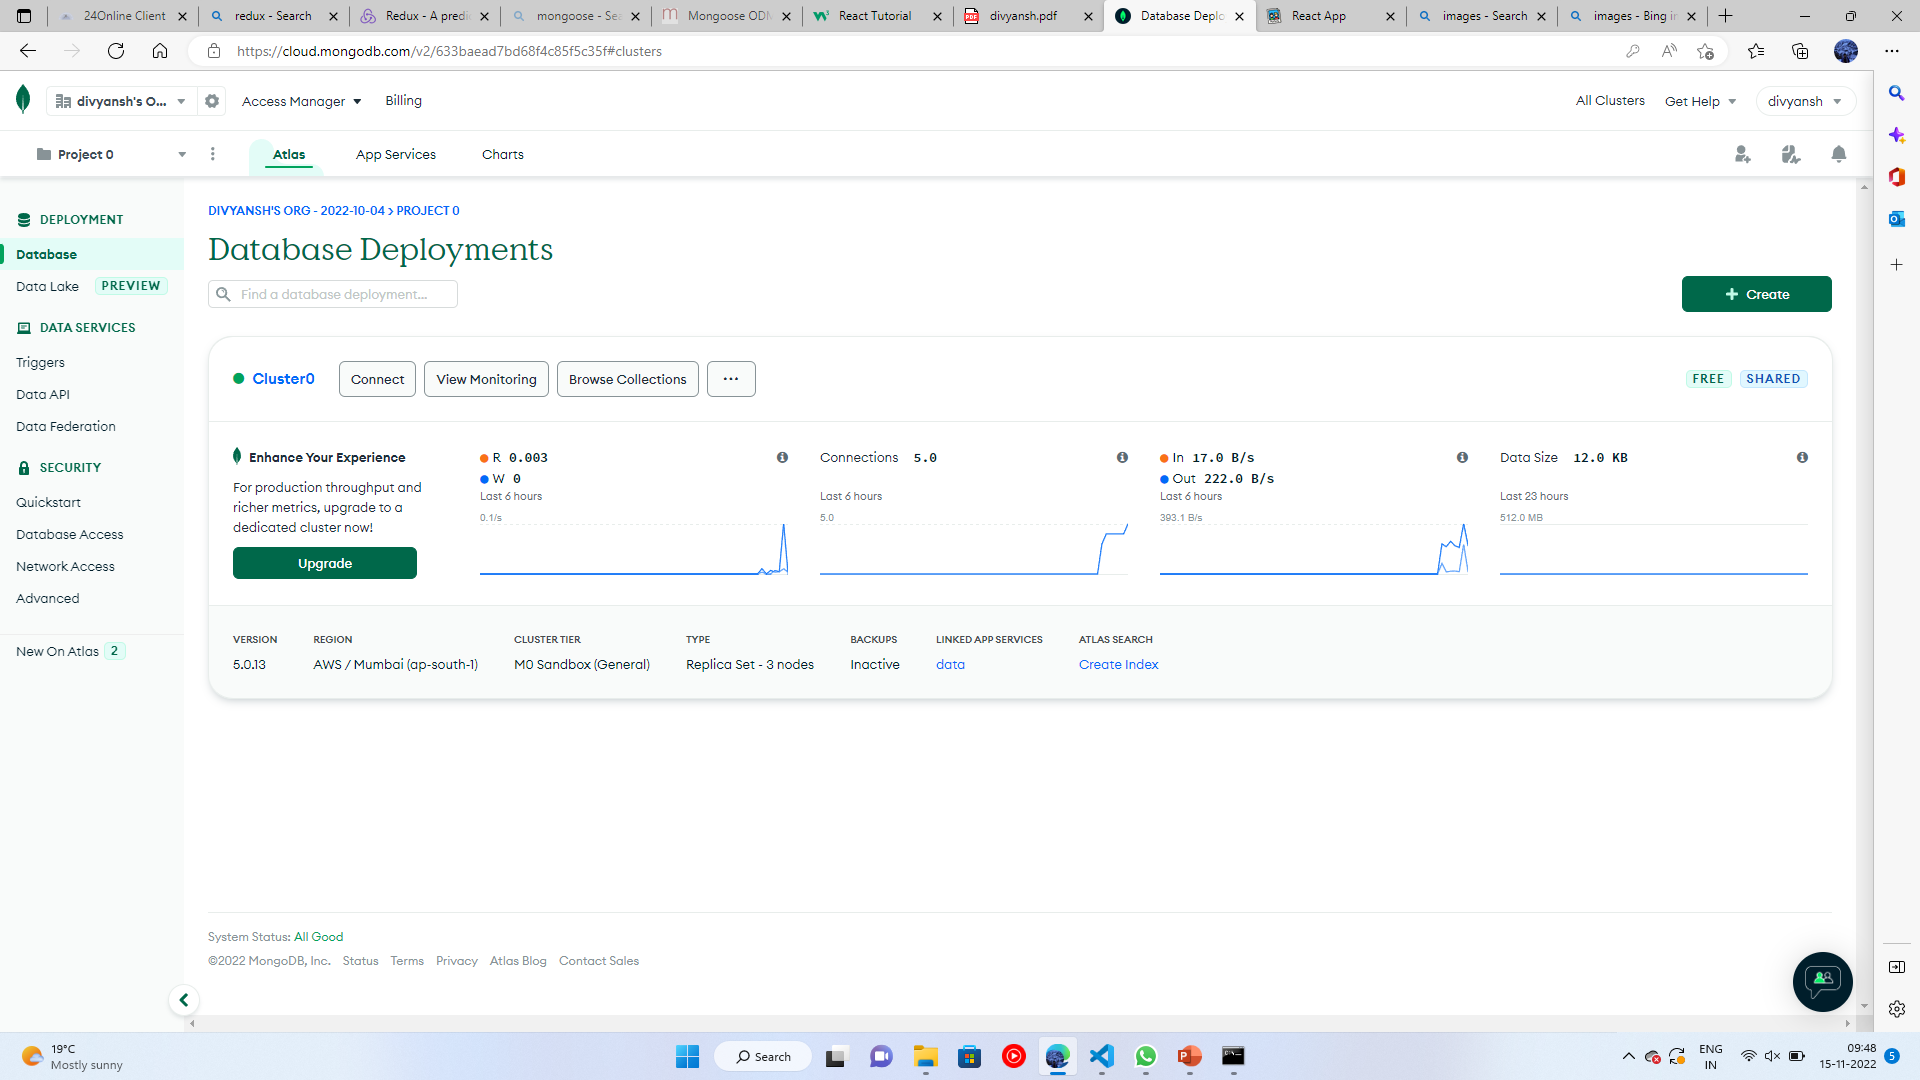 24Online Client
redux - Search
Redux - A predi
mongoose - Sea
Mongoose ODM
React Tutorial
divyansh.pdf
Database Deplo
React App
images - Search
images - Bing in
https://cloud.mongodb.com/v2/633baead7bd68f4c85f5c35f#clusters
divyansh's O...
Access Manager
Billing
All Clusters
Get Help
divyansh
Project 0
Atlas
App Services
Charts
DEPLOYMENT
Database
Data Lake PREVIEW
DATA SERVICES
Triggers
Data API
Data Federation
SECURITY
Quickstart
Database Access
Network Access
Advanced
New On Atlas 2
DIVYANSH'S ORG - 2022-10-04 > PROJECT 0
Database Deployments
Find a database deployment...
+ Create
Cluster0
Connect
View Monitoring
Browse Collections
...
FREE
SHARED
Enhance Your Experience
For production throughput and
richer metrics, upgrade to a
dedicated cluster now!
Upgrade
R 0.003
W 0
Last 6 hours
0.1/s
Connections 5.0
Last 6 hours
5.0
In 17.0 B/s
Out 222.0 B/s
Last 6 hours
393.1 B/s
Data Size 12.0 KB
Last 23 hours
512.0 MB
VERSION
5.0.13
REGION
AWS / Mumbai (ap-south-1)
CLUSTER TIER
M0 Sandbox (General)
TYPE
Replica Set - 3 nodes
BACKUPS
Inactive
LINKED APP SERVICES
data
ATLAS SEARCH
Create Index
System Status: All Good
©2022 MongoDB, Inc. Status Terms Privacy Atlas Blog Contact Sales
19°C
Mostly sunny
Search
ENG
IN
09:48
15-11-2022
5